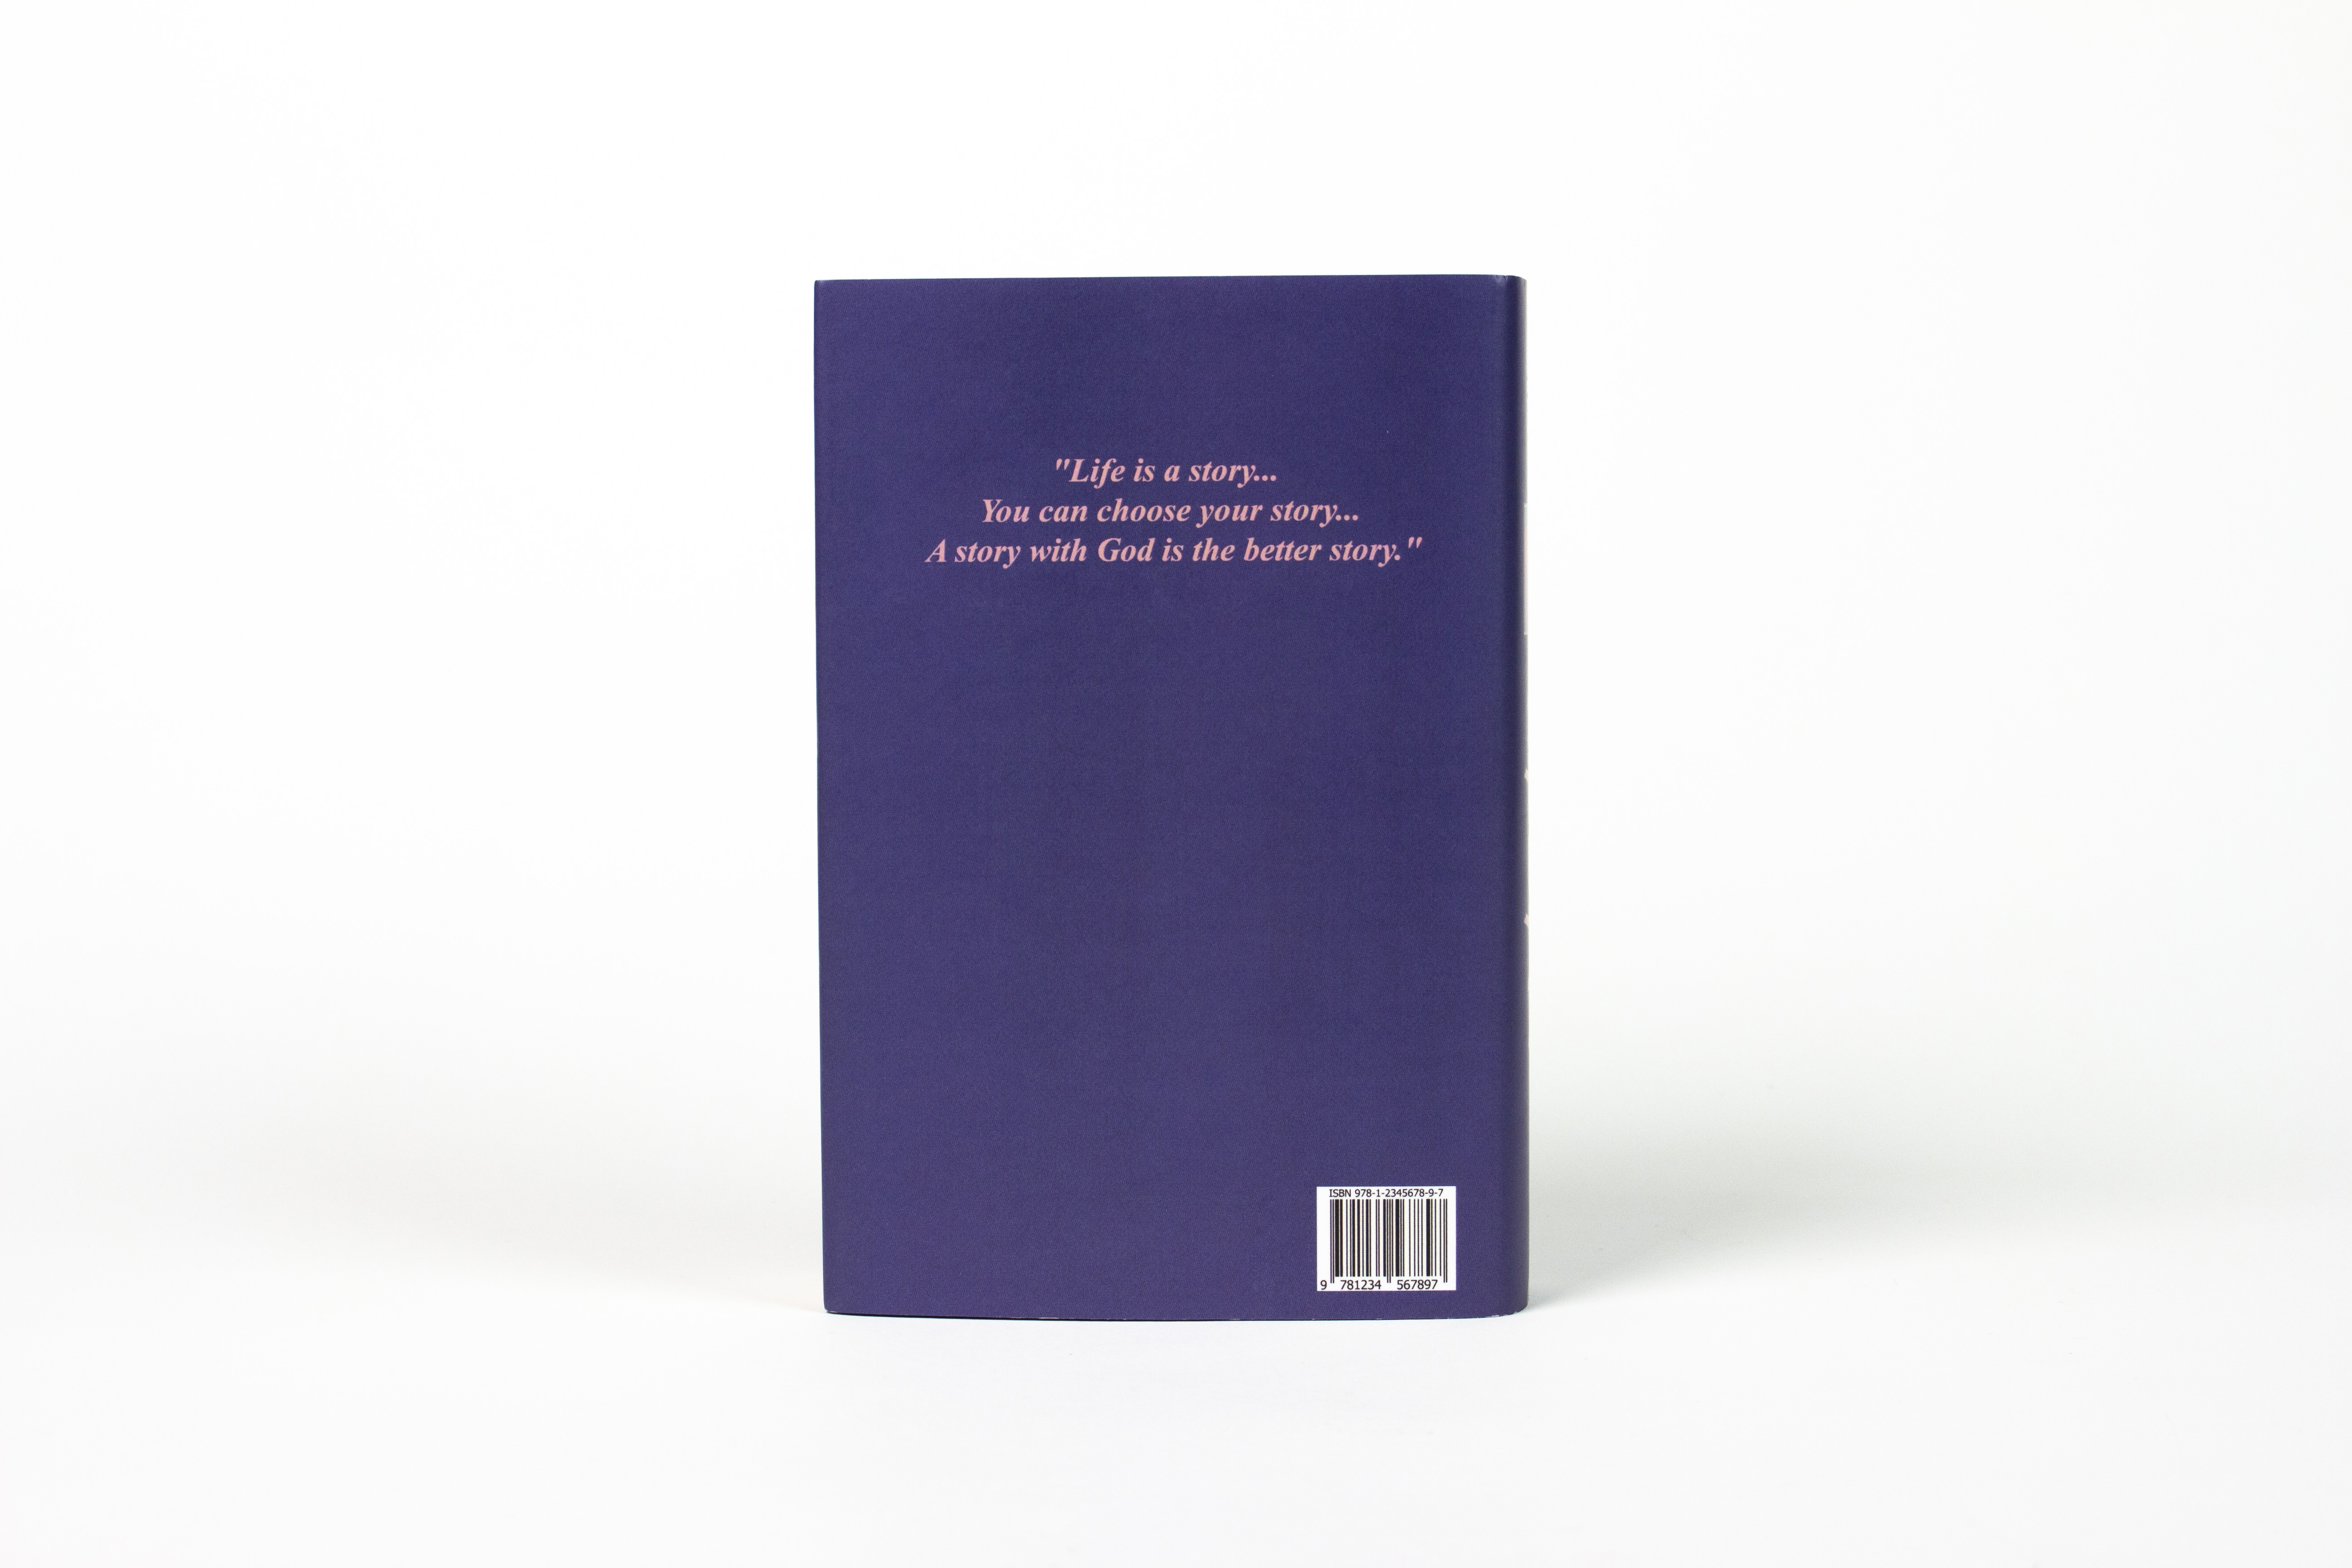 "Life is a story...
You can choose your story...
A story with God is the better story."
ISBN 978-1-2345678-9-7
9 781234 567897